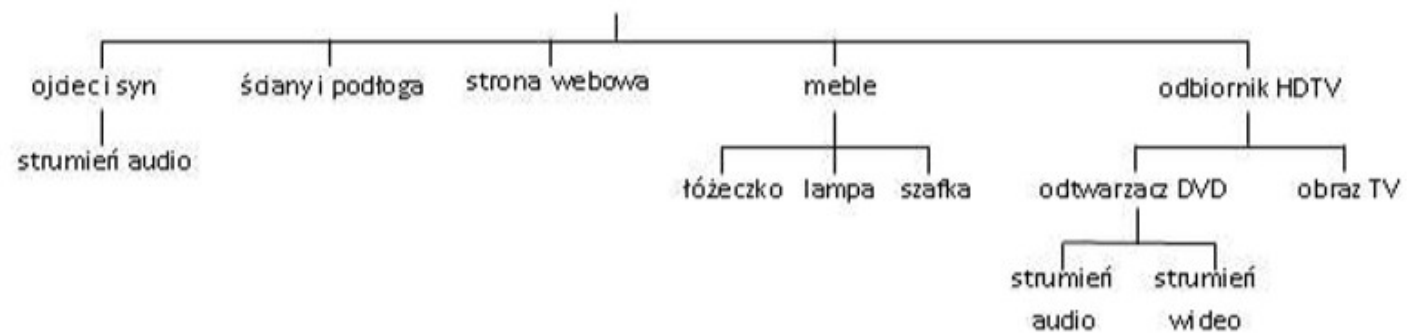 ojciec i syn
ściany i podłoga
strona webowa
meble
odbiornik HDTV
strumień audio
łóżeczko
lampa
szafka
odtwarzacz DVD
obraz TV
strumień
audio
strumień
wideo